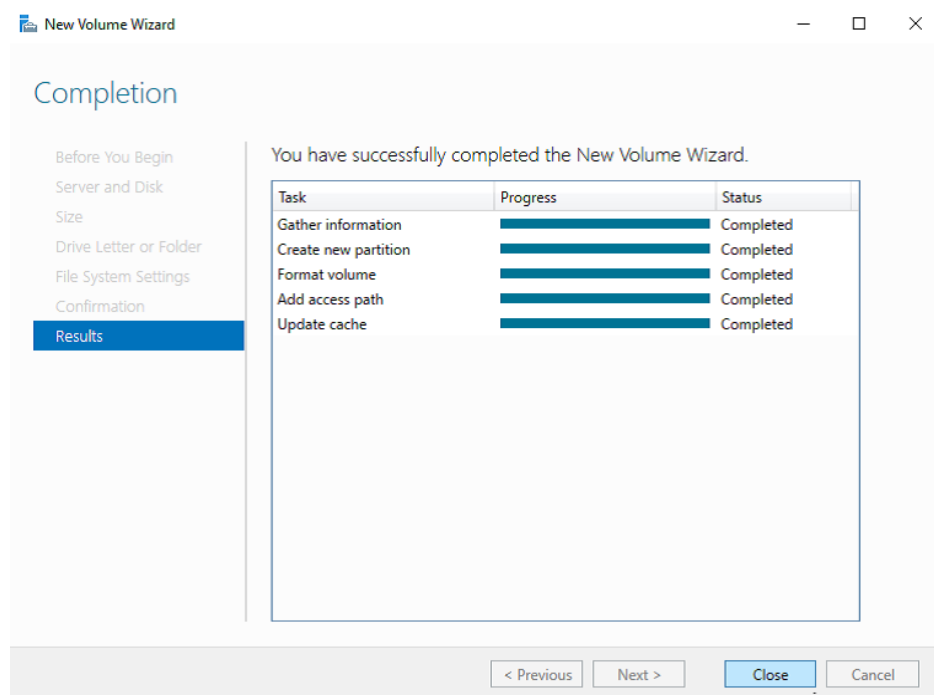 New Volume Wizard
Completion
Before You Begin
Server and Disk
Size
Drive Letter or Folder
File System Settings
Confirmation
Results
You have successfully completed the New Volume Wizard.
Task Progress Status
Gather information Completed
Create new partition Completed
Format volume Completed
Add access path Completed
Update cache Completed
< Previous Next > Close Cancel